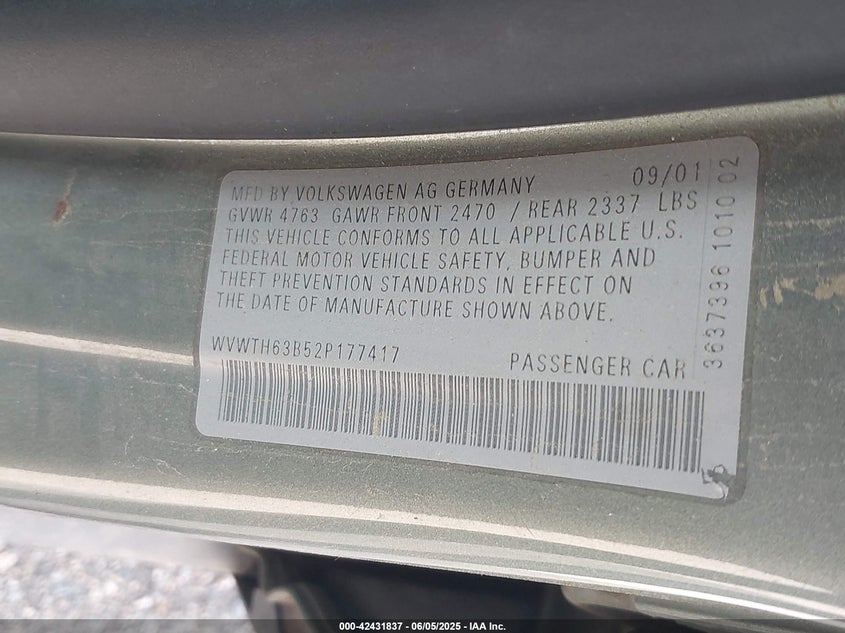 MFD BY VOLKSWAGEN AG GERMANY 09/01
GVWR 4763 GAWR FRONT 2470 / REAR 2337 LBS
THIS VEHICLE CONFORMS TO ALL APPLICABLE U.S.
FEDERAL MOTOR VEHICLE SAFETY, BUMPER AND
THEFT PREVENTION STANDARDS IN EFFECT ON
THE DATE OF MANUFACTURE SHOWN ABOVE.
WVWTH63B52P177417 PASSENGER CAR
3637396 101002
000-42431837 - 06/05/2025 - IAA Inc.